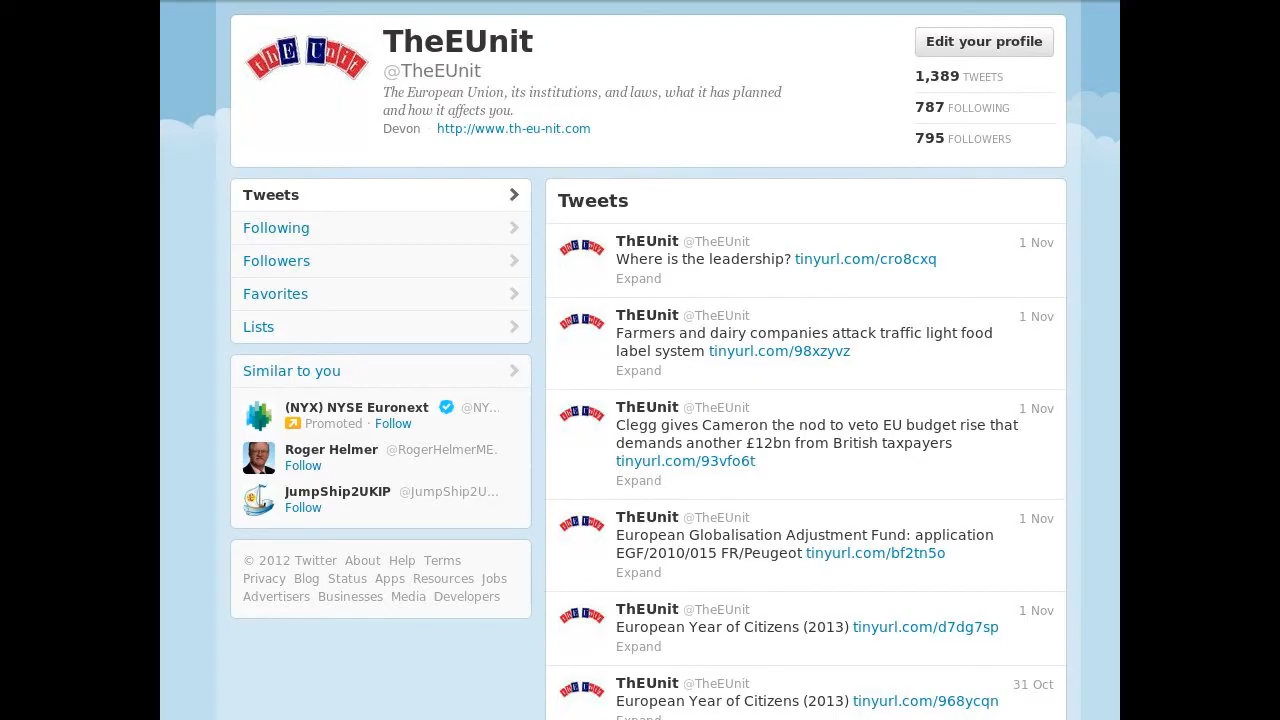 thEUnit
TheEUnit
@TheEUnit
The European Union, its institutions, and laws, what it has planned
and how it affects you.
Devon · http://www.th-eu-nit.com
Edit your profile
1,389 TWEETS
787 FOLLOWING
795 FOLLOWERS
Tweets
Following
Followers
Favorites
Lists
Similar to you
(NYX) NYSE Euronext @NY...
Promoted · Follow
Roger Helmer @RogerHelmerME.
Follow
JumpShip2UKIP @JumpShip2U...
Follow
© 2012 Twitter About Help Terms
Privacy Blog Status Apps Resources Jobs
Advertisers Businesses Media Developers
Tweets
ThEUnit @TheEUnit 1 Nov
Where is the leadership? tinyurl.com/cro8cxq
Expand
ThEUnit @TheEUnit 1 Nov
Farmers and dairy companies attack traffic light food
label system tinyurl.com/98xzyvz
Expand
ThEUnit @TheEUnit 1 Nov
Clegg gives Cameron the nod to veto EU budget rise that
demands another £12bn from British taxpayers
tinyurl.com/93vfo6t
Expand
ThEUnit @TheEUnit 1 Nov
European Globalisation Adjustment Fund: application
EGF/2010/015 FR/Peugeot tinyurl.com/bf2tn5o
Expand
ThEUnit @TheEUnit 1 Nov
European Year of Citizens (2013) tinyurl.com/d7dg7sp
Expand
ThEUnit @TheEUnit 31 Oct
European Year of Citizens (2013) tinyurl.com/968ycqn
Expand